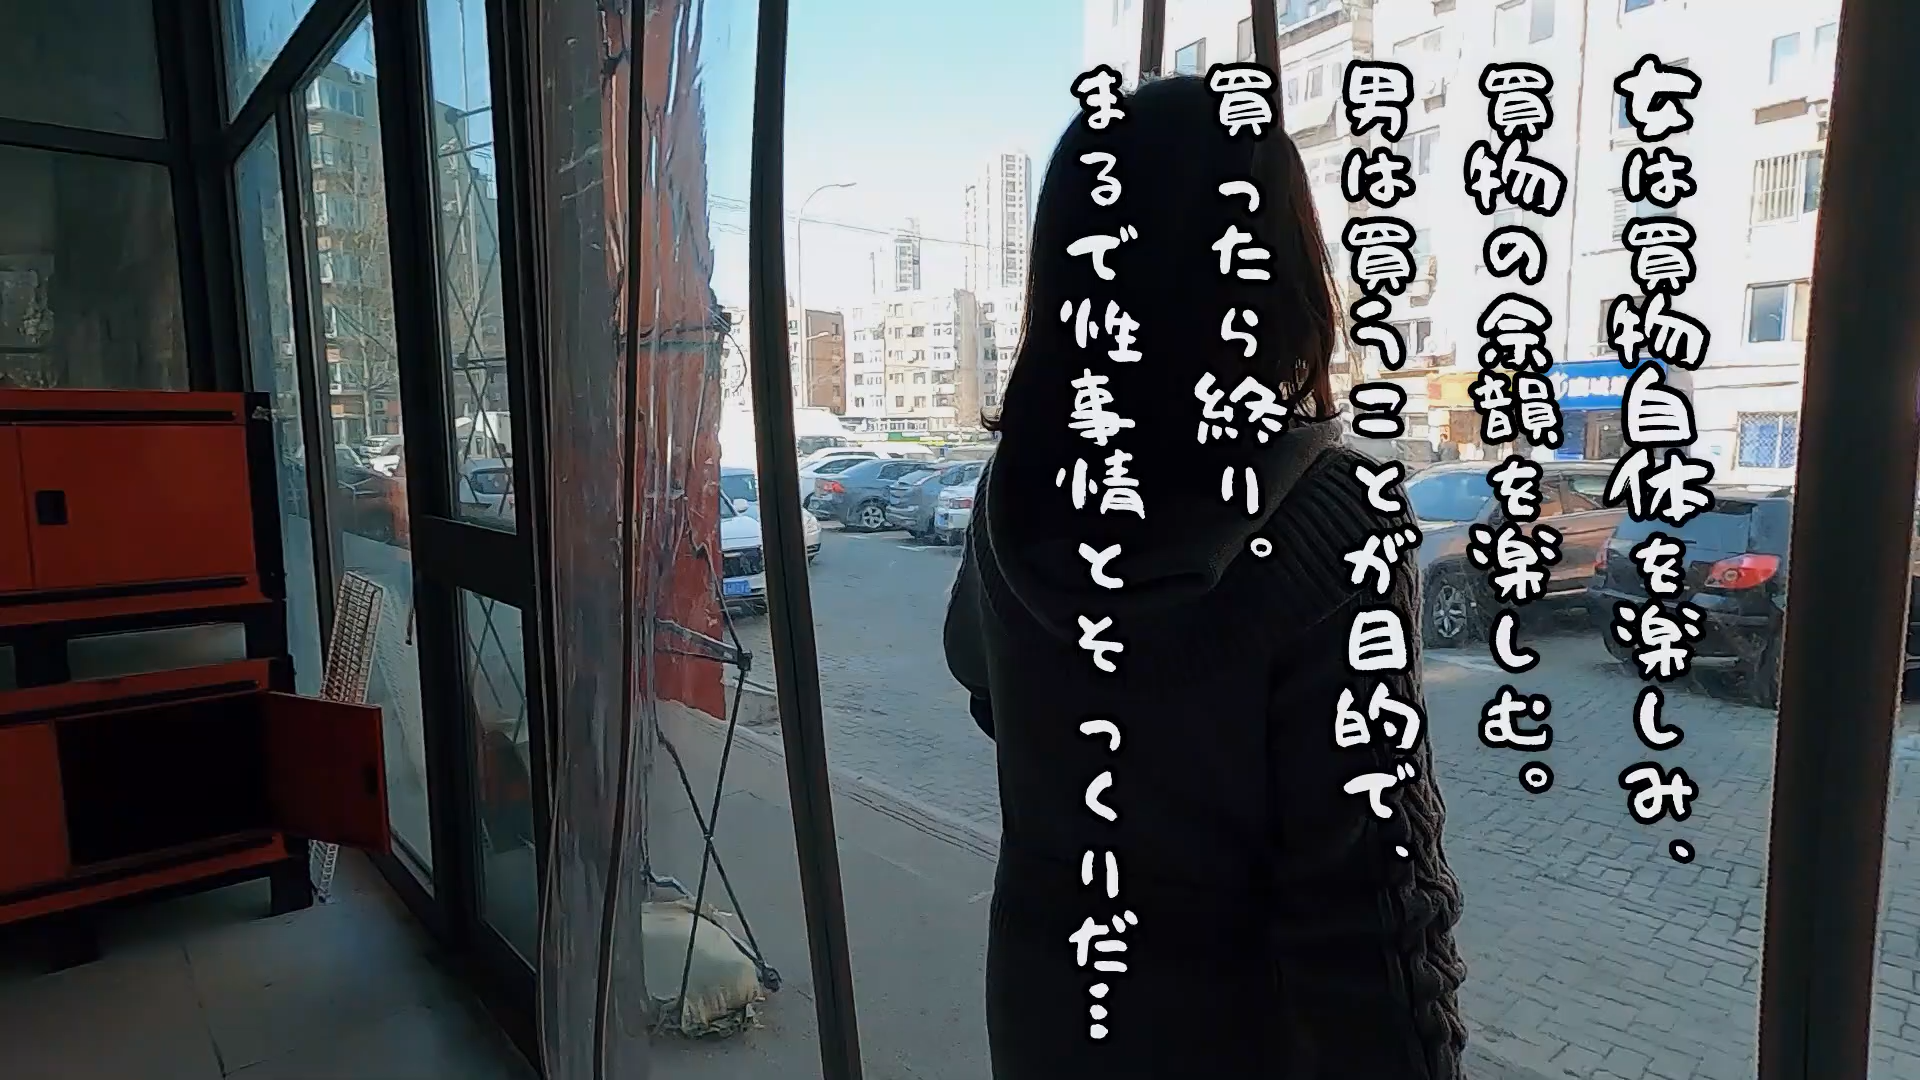 女は買物自体を楽しみ、
買物の余韻を楽しむ。
男は買うことが目的で、
買ったら終り。
まるで性事情とそっくりだ…